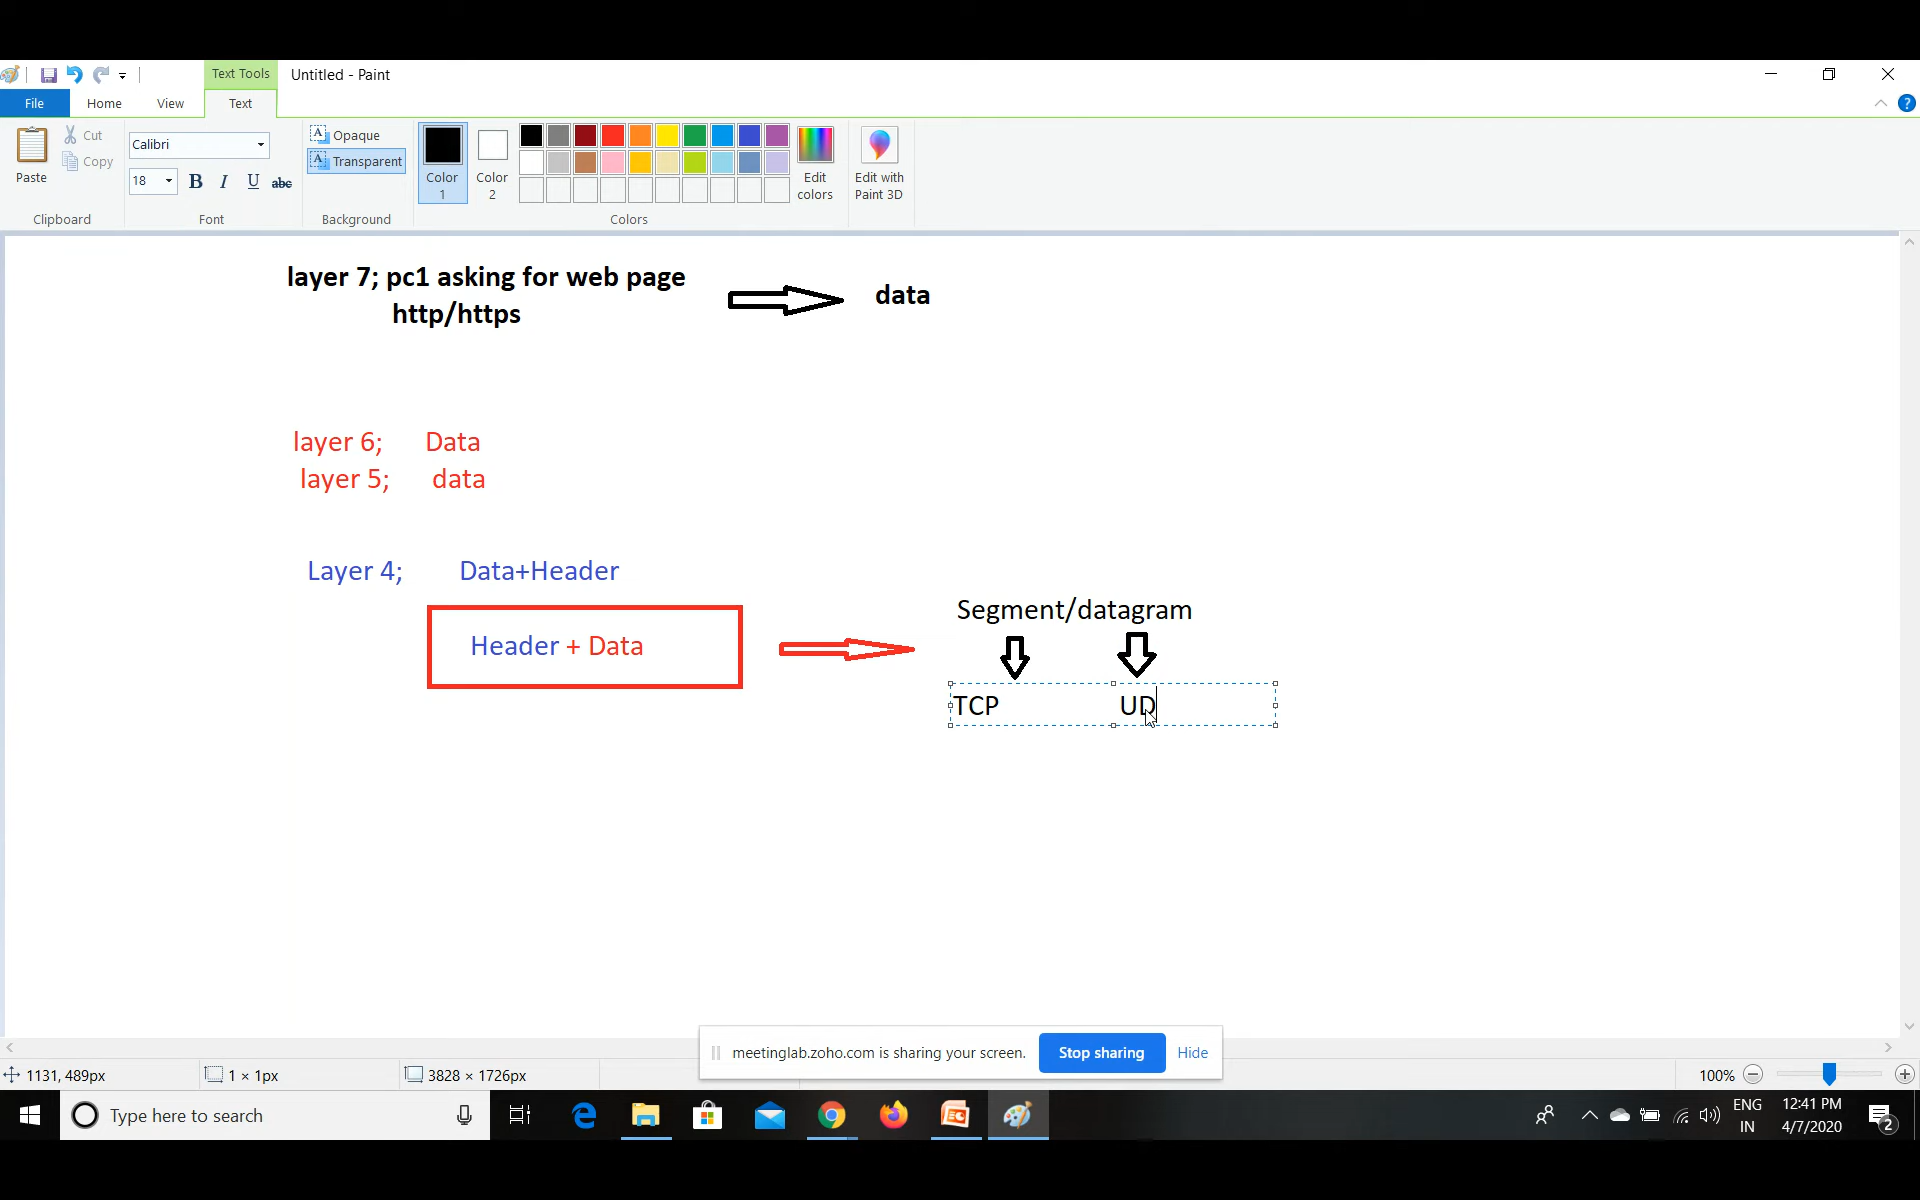 Text Tools
Untitled - Paint
File
Home
View
Text
Paste
Cut
Copy
Clipboard
Calibri
18
B I U abc
Font
Opaque
Transparent
Background
Color 1
Color 2
Edit colors
Colors
Edit with Paint 3D
layer 7; pc1 asking for web page
http/https
data
layer 6; Data
layer 5; data
Layer 4; Data+Header
Header + Data
Segment/datagram
TCP UD
meetinglab.zoho.com is sharing your screen.
Stop sharing
Hide
1131, 489px
1 × 1px
3828 × 1726px
100%
Type here to search
ENG
IN
12:41 PM
4/7/2020
2